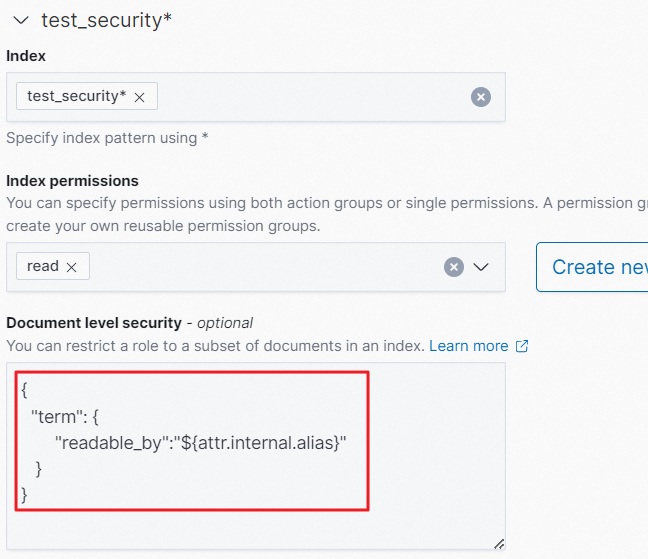 test_security*
Index
test_security*
Specify index pattern using *
Index permissions
You can specify permissions using both action groups or single permissions. A permission
create your own reusable permission groups.
read
Create
Document level security - optional
You can restrict a role to a subset of documents in an index. Learn more
{
"term": {
"readable_by":"${attr.internal.alias}"
}
}